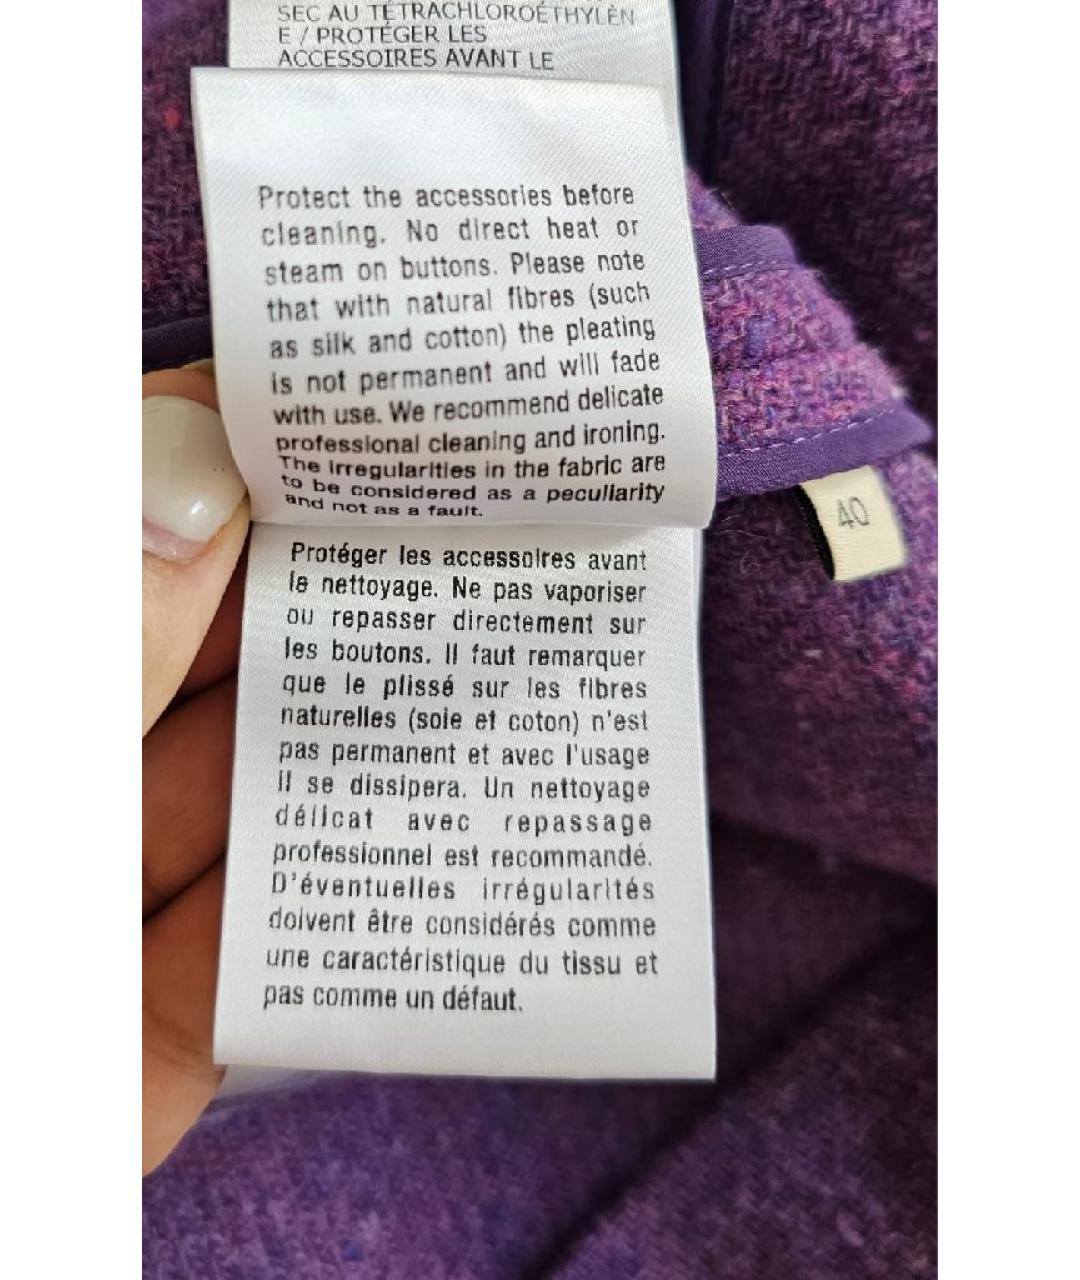 SEC AU TÉTRACHLOROÉTHYLÈN
E / PROTÉGER LES
ACCESSOIRES AVANT LE
Protect the accessories before
cleaning. No direct heat or
steam on buttons. Please note
that with natural fibres (such
as silk and cotton) the pleating
is not permanent and will fade
with use. We recommend delicate
professional cleaning and ironing.
The irregularities in the fabric are
to be considered as a peculiarity
and not as a fault.
40
Protéger les accessoires avant
le nettoyage. Ne pas vaporiser
ou repasser directement sur
les boutons. Il faut remarquer
que le plissé sur les fibres
naturelles (soie et coton) n'est
pas permanent et avec l'usage
il se dissipera. Un nettoyage
délicat avec repassage
professionnel est recommandé.
D'éventuelles irrégularités
doivent être considérés comme
une caractéristique du tissu et
pas comme un défaut.